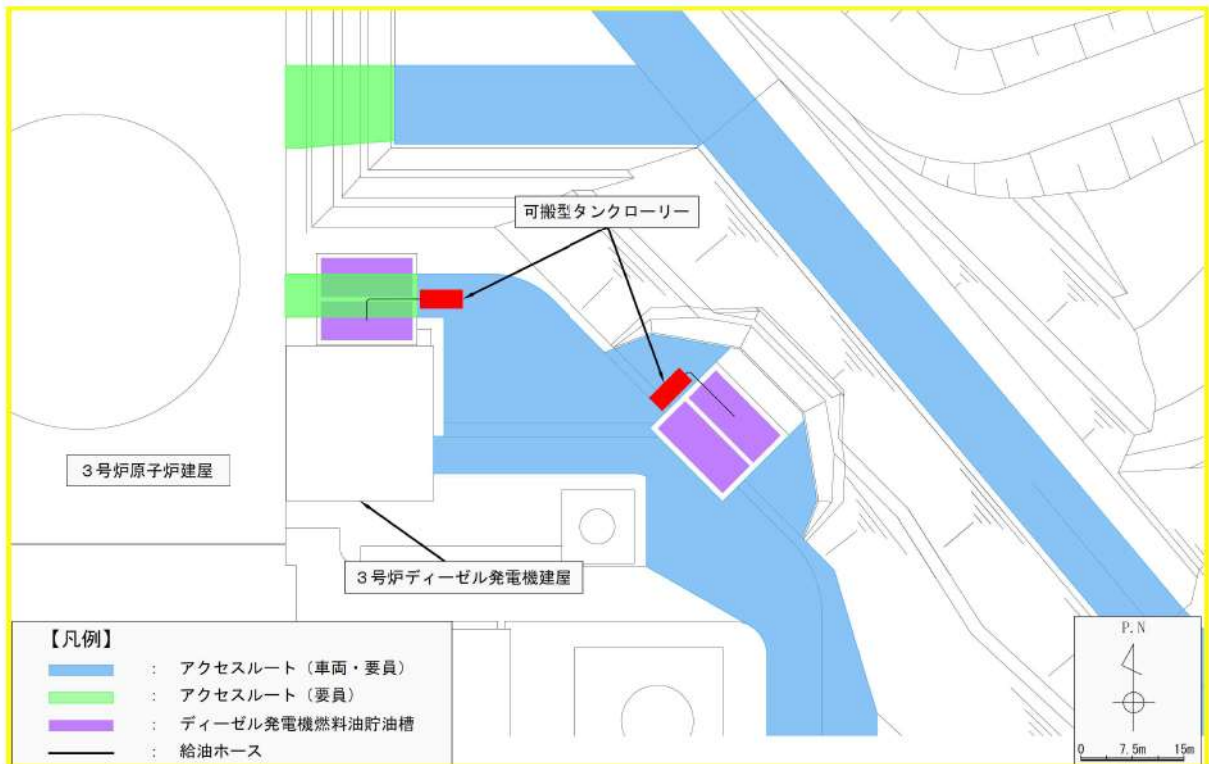 可搬型タンクローリー
3号炉原子炉建屋
3号炉ディーゼル発電機建屋
【凡例】
: アクセスルート（車両・要員）
: アクセスルート（要員）
: ディーゼル発電機燃料油貯油槽
: 給油ホース
P.N
0 7.5m 15m